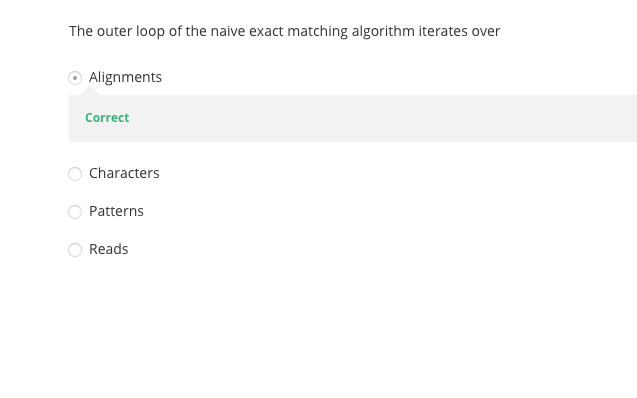 The outer loop of the naive exact matching algorithm iterates over
Alignments
Correct
Characters
Patterns
Reads